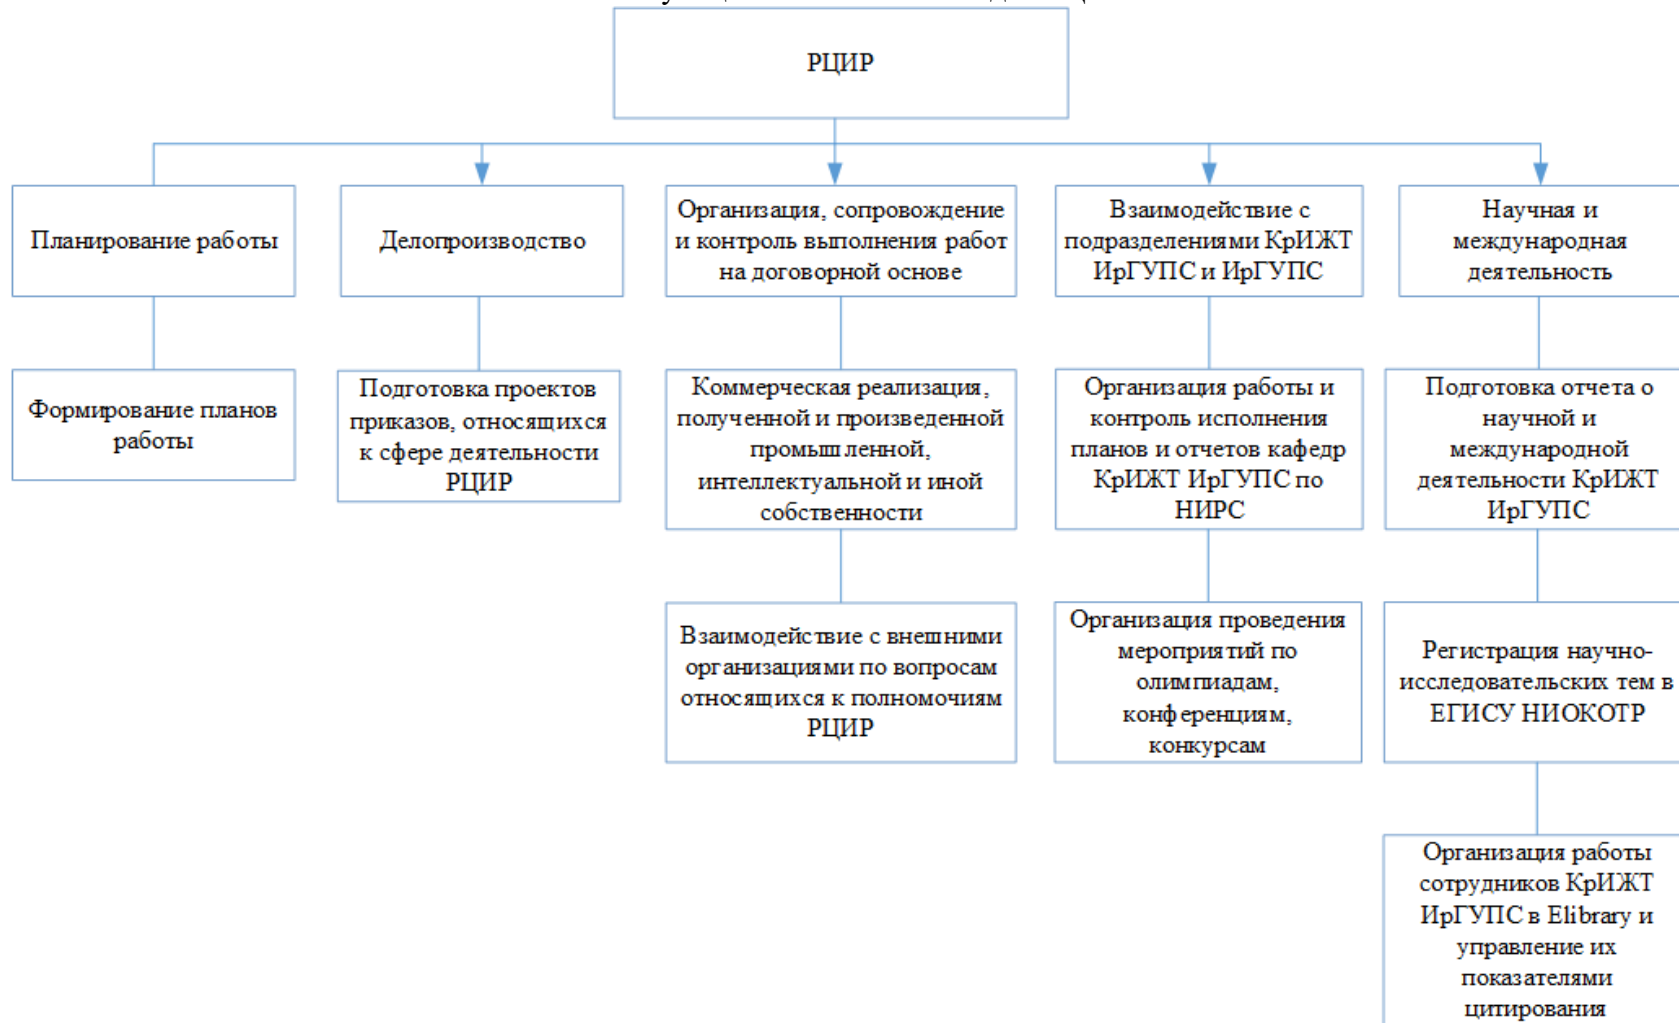 РЦИР
Планирование работы
Делопроизводство
Организация, сопровождение
и контроль выполнения работ
на договорной основе
Взаимодействие с
подразделениями КрИЖТ
ИрГУПС и ИрГУПС
Научная и
международная
деятельность
Формирование планов
работы
Подготовка проектов
приказов, относящихся
к сфере деятельности
РЦИР
Коммерческая реализация,
полученной и произведенной
промышленной,
интеллектуальной и иной
собственности
Организация работы и
контроль исполнения
планов и отчетов кафедр
КрИЖТ ИрГУПС по
НИРС
Подготовка отчета о
научной и
международной
деятельности КрИЖТ
ИрГУПС
Взаимодействие с внешними
организациями по вопросам
относящихся к полномочиям
РЦИР
Организация проведения
мероприятий по
олимпиадам,
конференциям,
конкурсам
Регистрация научно-
исследовательских тем в
ЕГИСУ НИОКОТР
Организация работы
сотрудников КрИЖТ
ИрГУПС в Elibrary и
управление их
показателями
цитирования